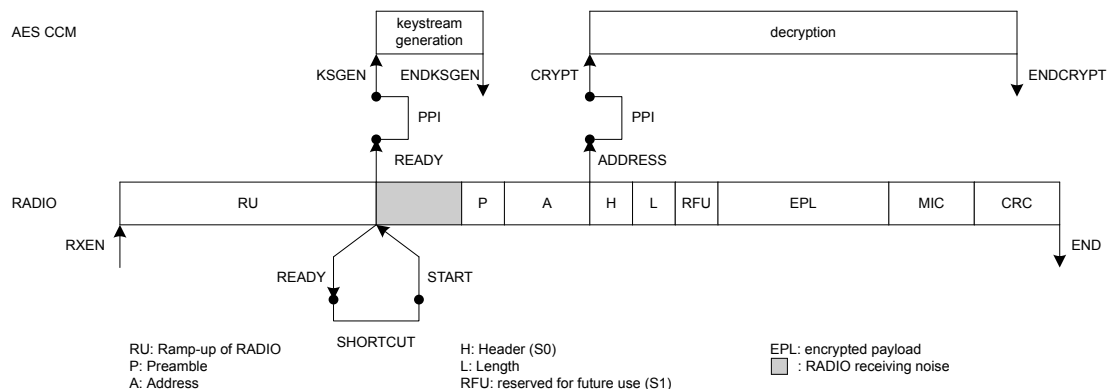 AES CCM
keystream
generation
decryption
KSGEN
ENDKSGEN
CRYPT
ENDCRYPT
PPI
PPI
READY
ADDRESS
RADIO
RU
P
A
H
L
RFU
EPL
MIC
CRC
RXEN
END
READY
START
SHORTCUT
RU: Ramp-up of RADIO
P: Preamble
A: Address
H: Header (S0)
L: Length
RFU: reserved for future use (S1)
EPL: encrypted payload
: RADIO receiving noise